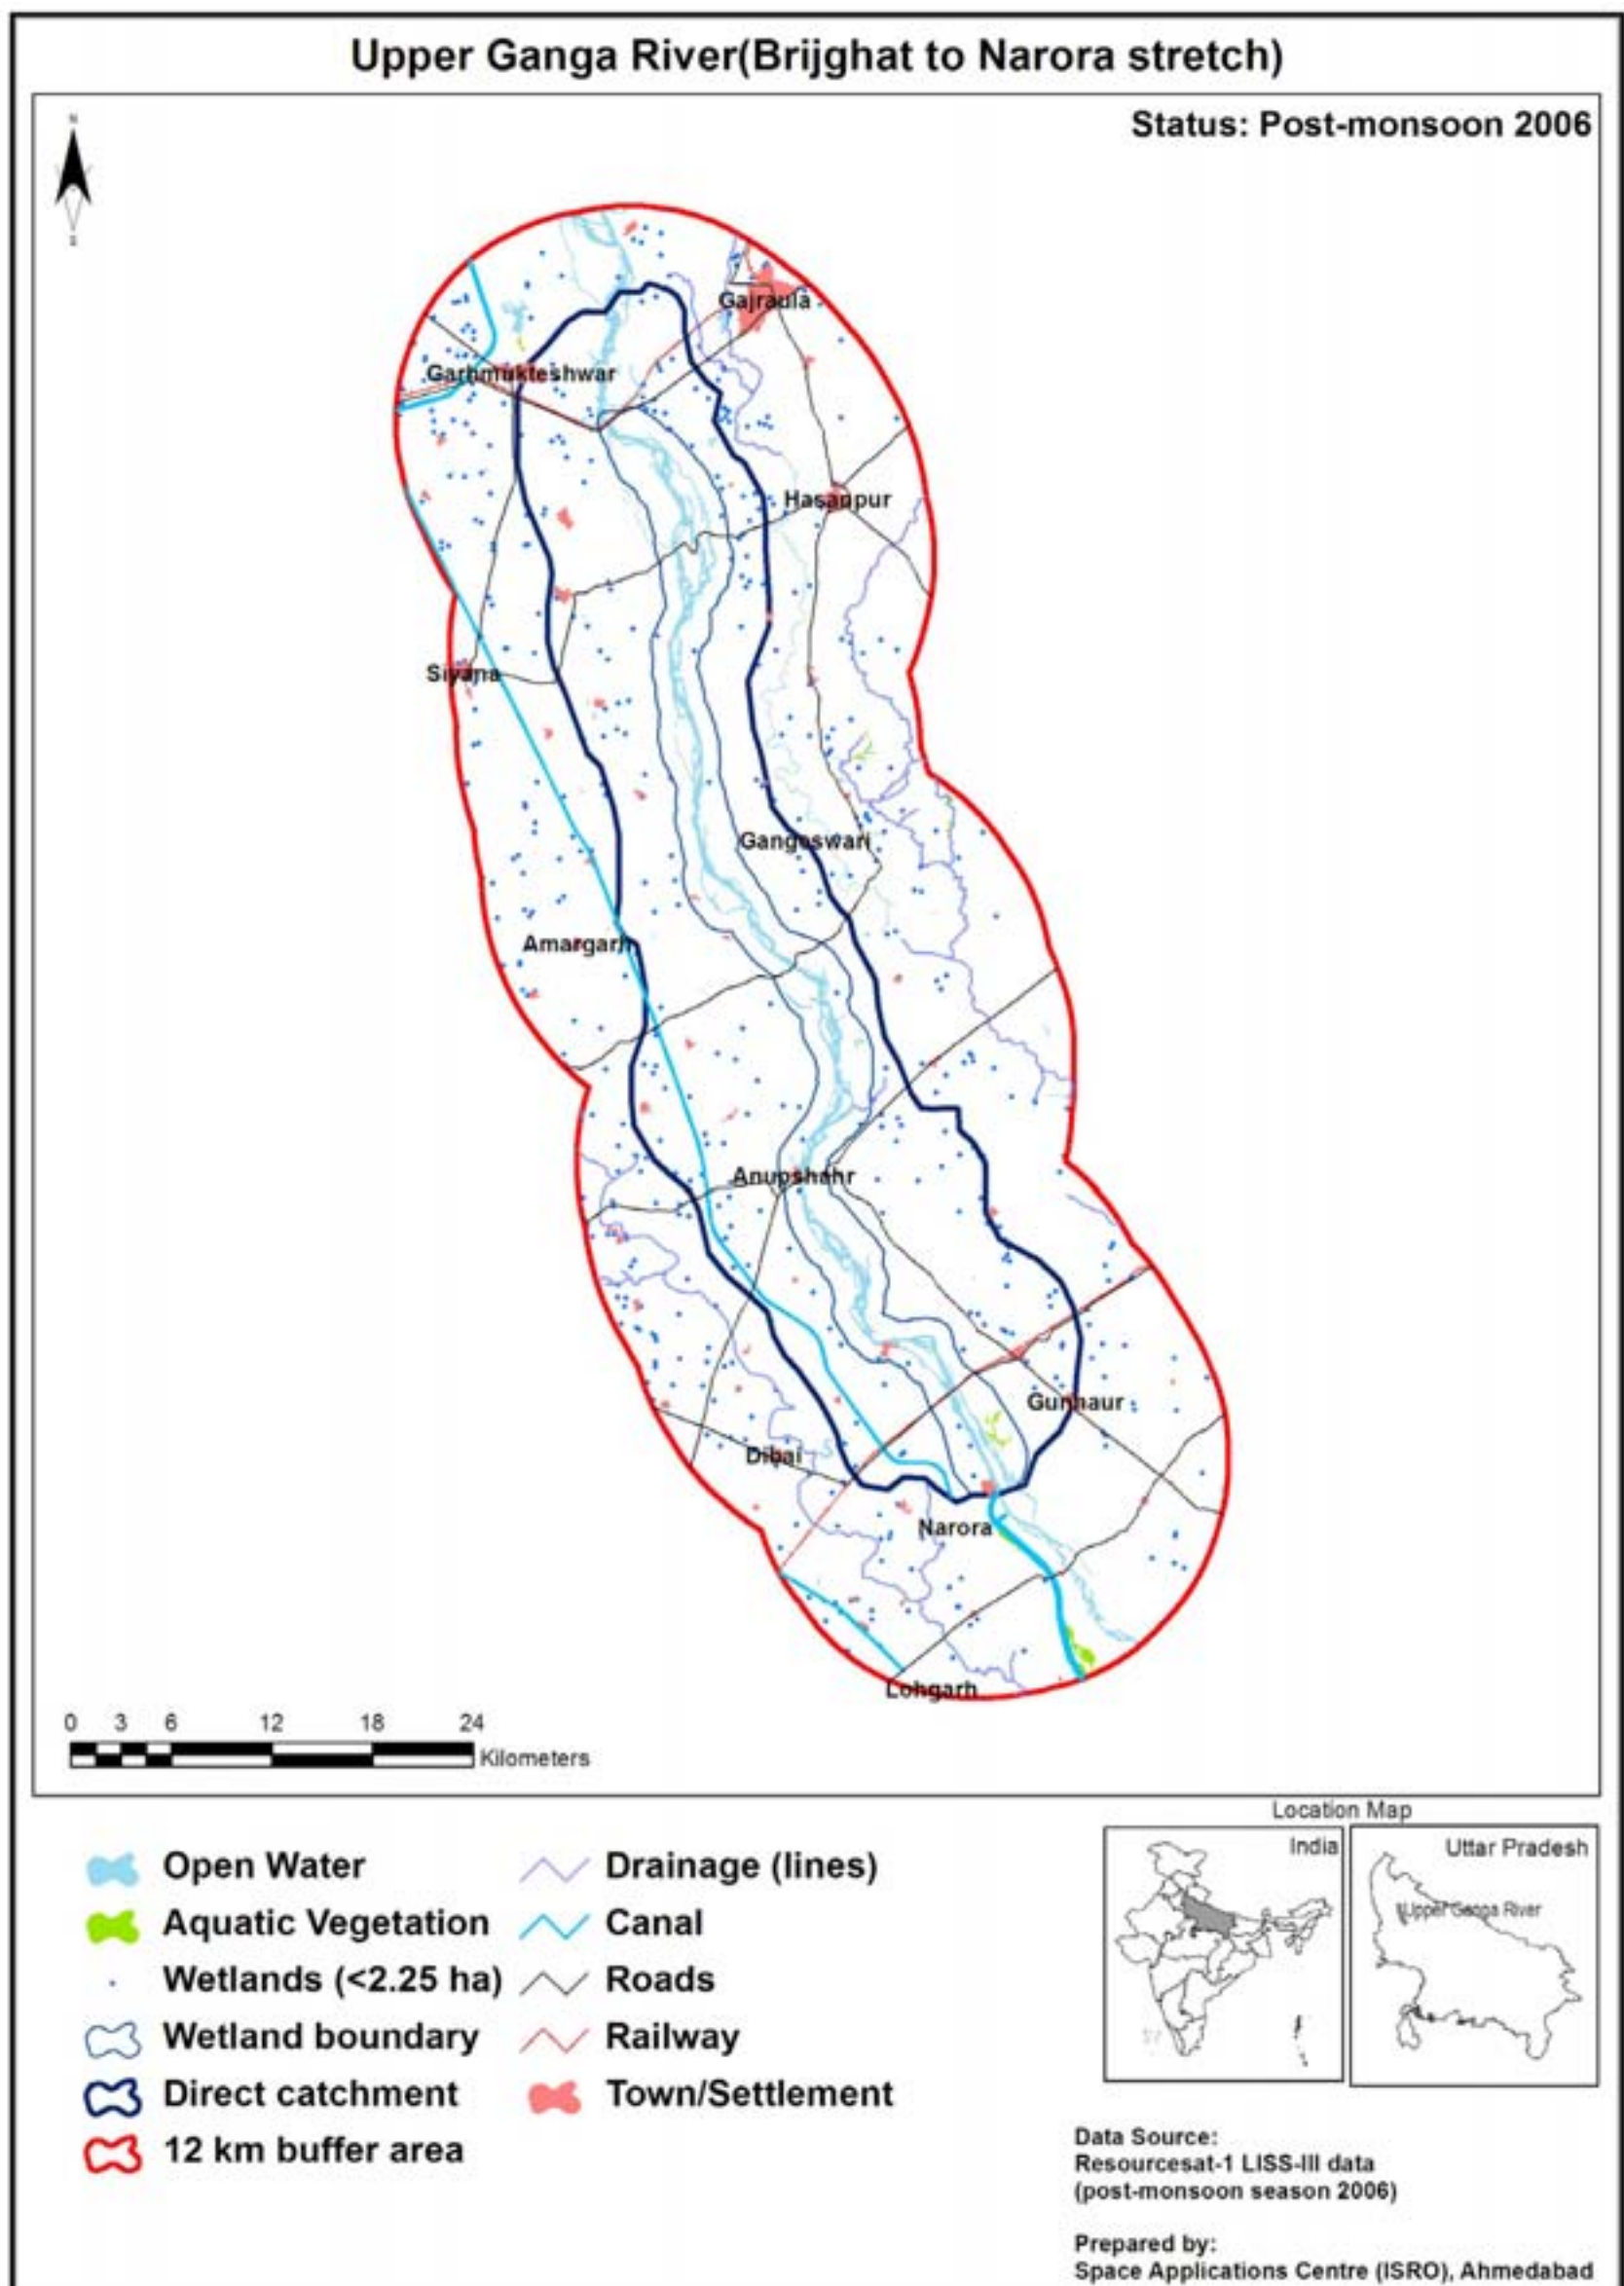 Upper Ganga River(Brijghat to Narora stretch)
Status: Post-monsoon 2006
N
S
Gajraula
Garhmukteshwar
Hasanpur
Siyana
Gangeswari
Amargarh
Anupshahr
Gunnaur
Dibai
Narora
Lohgarh
0 3 6 12 18 24
Kilometers
Location Map
India
Uttar Pradesh
Upper Ganga River
Open Water
Aquatic Vegetation
Wetlands (<2.25 ha)
Wetland boundary
Direct catchment
12 km buffer area
Drainage (lines)
Canal
Roads
Railway
Town/Settlement
Data Source:
Resourcesat-1 LISS-III data
(post-monsoon season 2006)
Prepared by:
Space Applications Centre (ISRO), Ahmedabad